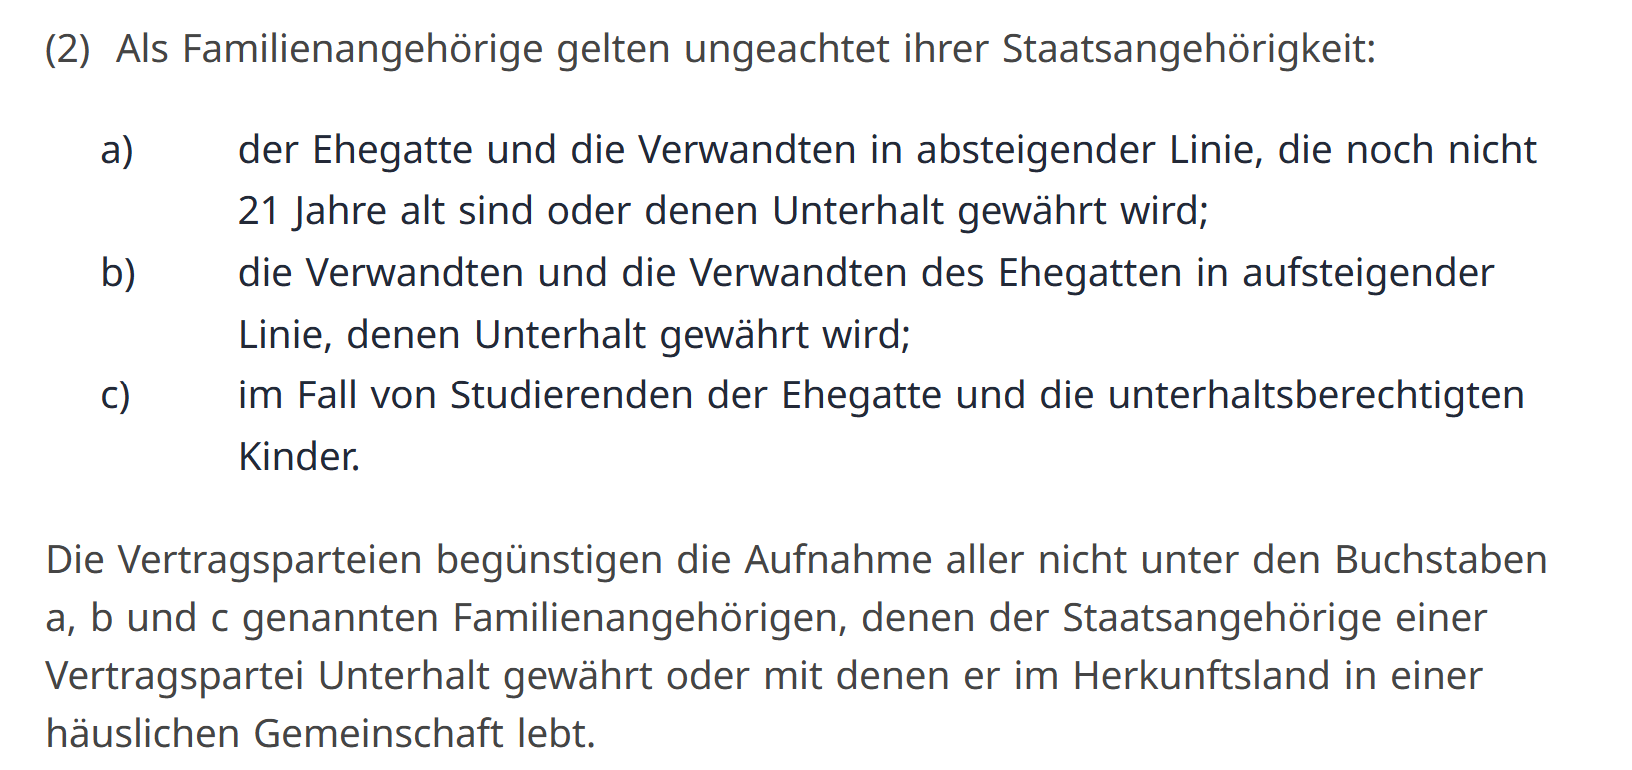 (2) Als Familienangehörige gelten ungeachtet ihrer Staatsangehörigkeit:
a) der Ehegatte und die Verwandten in absteigender Linie, die noch nicht
21 Jahre alt sind oder denen Unterhalt gewährt wird;
b) die Verwandten und die Verwandten des Ehegatten in aufsteigender
Linie, denen Unterhalt gewährt wird;
c) im Fall von Studierenden der Ehegatte und die unterhaltsberechtigten
Kinder.
Die Vertragsparteien begünstigen die Aufnahme aller nicht unter den Buchstaben
a, b und c genannten Familienangehörigen, denen der Staatsangehörige einer
Vertragspartei Unterhalt gewährt oder mit denen er im Herkunftsland in einer
häuslichen Gemeinschaft lebt.